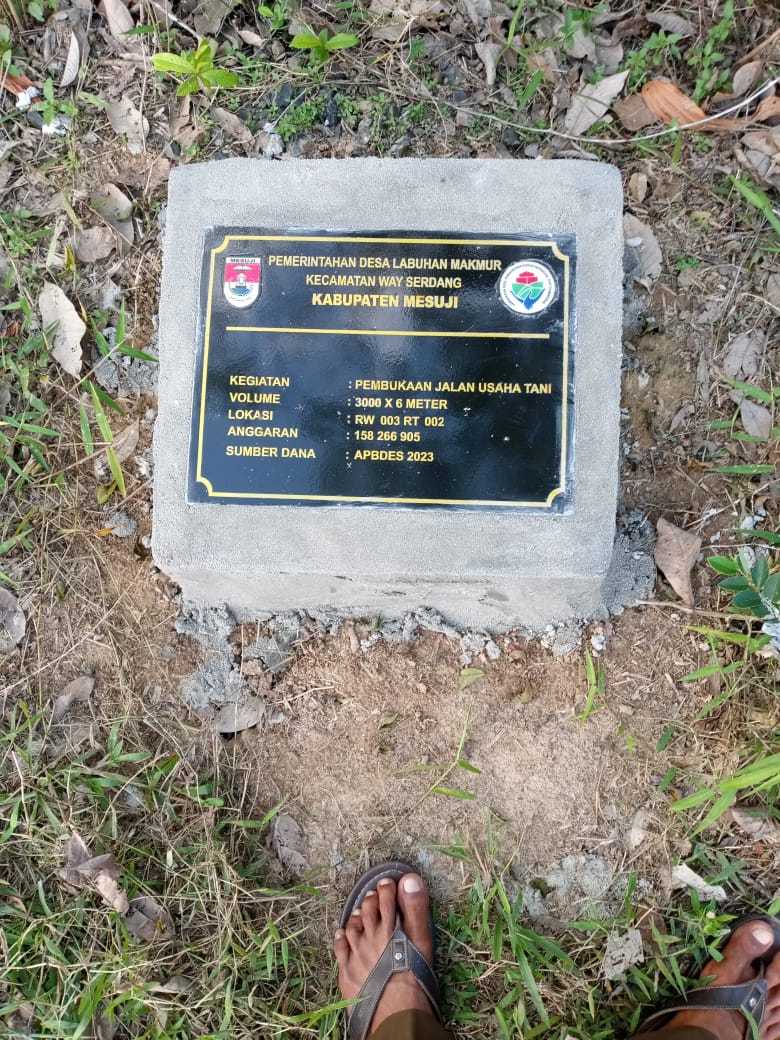 MESUJI
PEMERINTAHAN DESA LABUHAN MAKMUR
KECAMATAN WAY SERDANG
KABUPATEN MESUJI
KEGIATAN : PEMBUKAAN JALAN USAHA TANI
VOLUME : 3000 X 6 METER
LOKASI : RW 003 RT 002
ANGGARAN : 158 266 905
SUMBER DANA : APBDES 2023